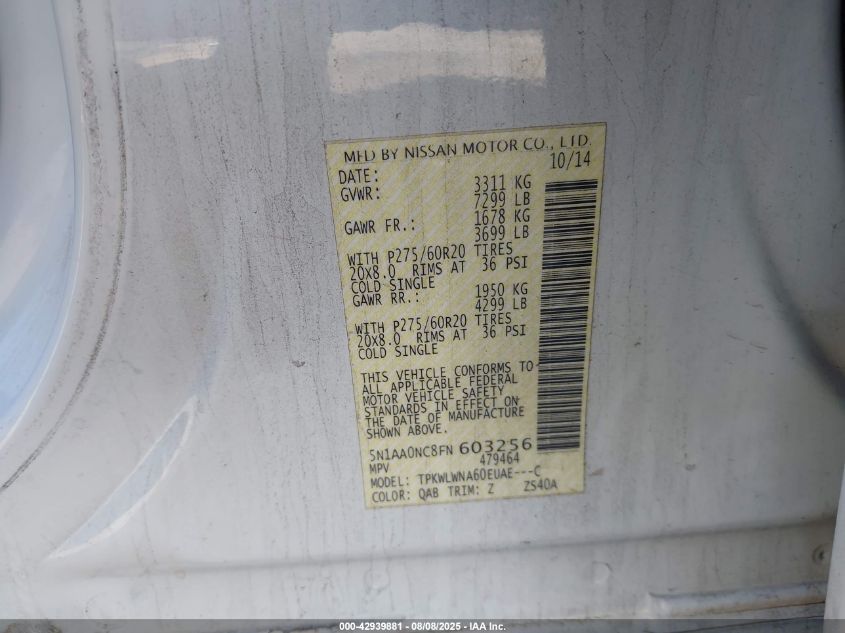 MFD BY NISSAN MOTOR CO., LTD.
DATE: 10/14
GVWR: 3311 KG
7299 LB
GAWR FR.: 1678 KG
3699 LB
WITH P275/60R20 TIRES
20X8.0 RIMS AT 36 PSI
COLD SINGLE
GAWR RR.: 1950 KG
4299 LB
WITH P275/60R20 TIRES
20X8.0 RIMS AT 36 PSI
COLD SINGLE
THIS VEHICLE CONFORMS TO
ALL APPLICABLE FEDERAL
MOTOR VEHICLE SAFETY
STANDARDS IN EFFECT ON
THE DATE OF MANUFACTURE
SHOWN ABOVE.
5N1AA0NC8FN 603256
MPV 479464
MODEL: TPKWLWNA60EUAE---C
COLOR: QAB TRIM: Z ZS40A
000-42939881 - 08/08/2025 - IAA Inc.